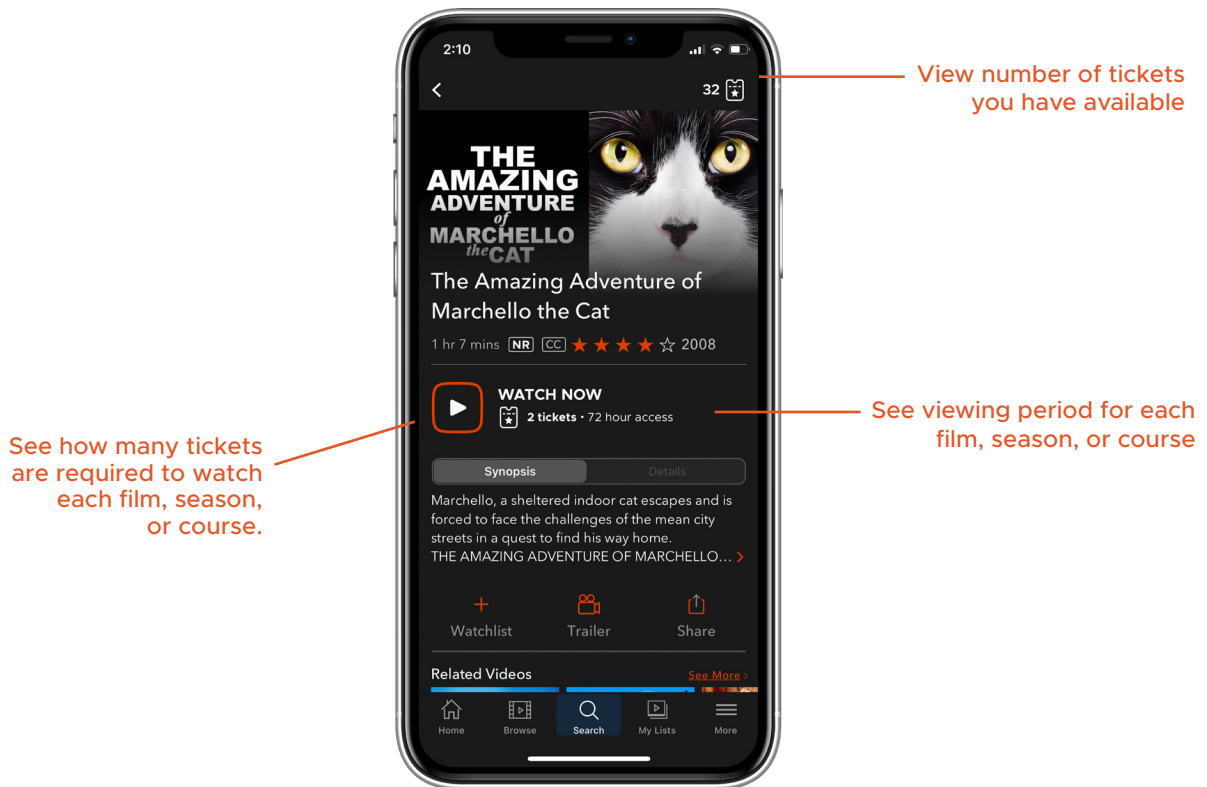 2:10
32
View number of tickets
you have available
THE
AMAZING
ADVENTURE
of
MARCHELLO
the CAT
The Amazing Adventure of
Marchello the Cat
1 hr 7 mins NR CC 2008
WATCH NOW
2 tickets • 72 hour access
See viewing period for each
film, season, or course
See how many tickets
are required to watch
each film, season,
or course.
Synopsis Details
Marchello, a sheltered indoor cat escapes and is
forced to face the challenges of the mean city
streets in a quest to find his way home.
THE AMAZING ADVENTURE OF MARCHELLO...
Watchlist Trailer Share
Related Videos See More
Home Browse Search My Lists More